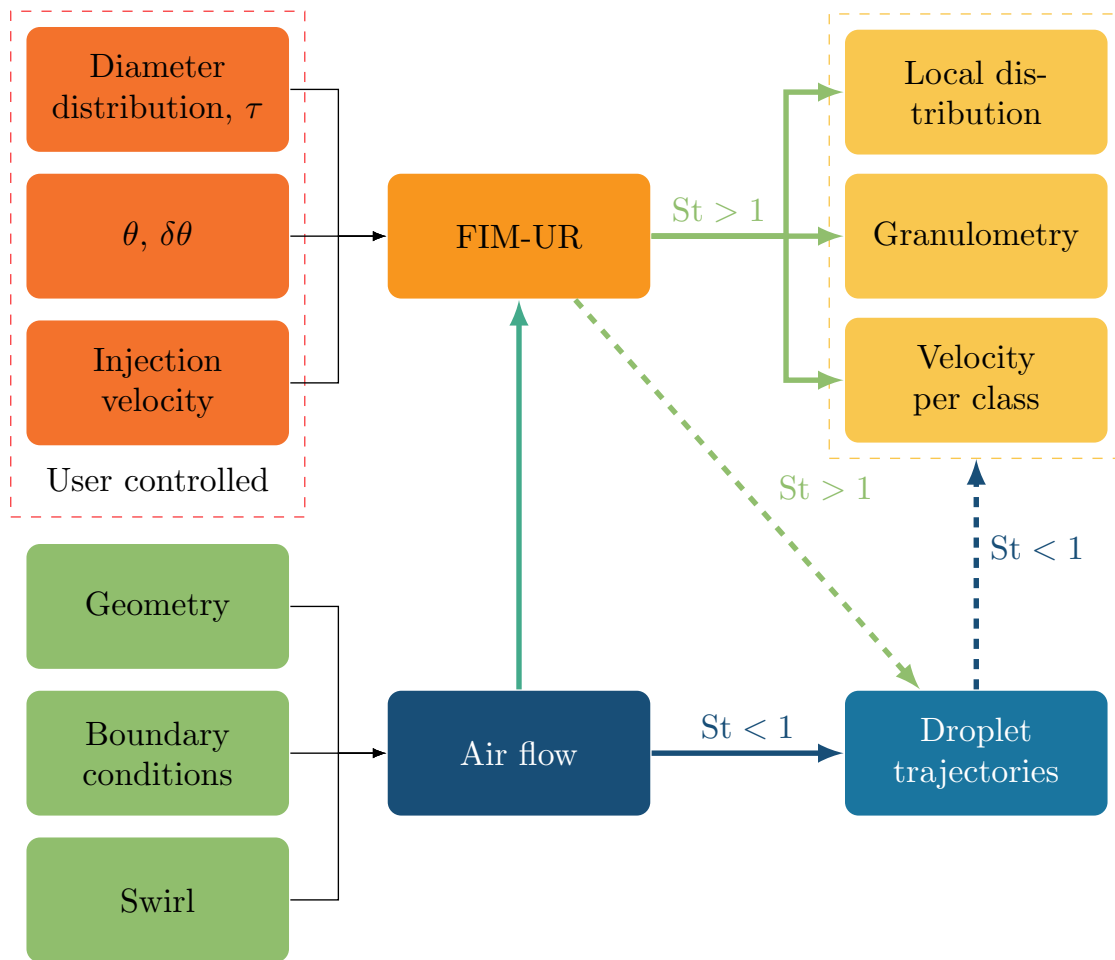 Diameter
distribution, τ
θ, δθ
Injection
velocity
User controlled
Geometry
Boundary
conditions
Swirl
FIM-UR
Air flow
St > 1
St > 1
St < 1
St < 1
Local dis-
tribution
Granulometry
Velocity
per class
Droplet
trajectories